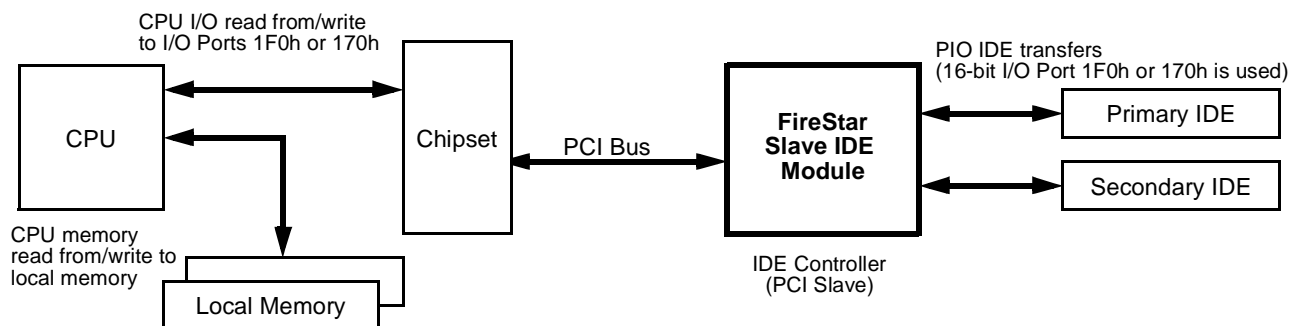 CPU I/O read from/write
to I/O Ports 1F0h or 170h
CPU
Chipset
PCI Bus
FireStar
Slave IDE
Module
PIO IDE transfers
(16-bit I/O Port 1F0h or 170h is used)
Primary IDE
Secondary IDE
CPU memory
read from/write to
local memory
Local Memory
IDE Controller
(PCI Slave)